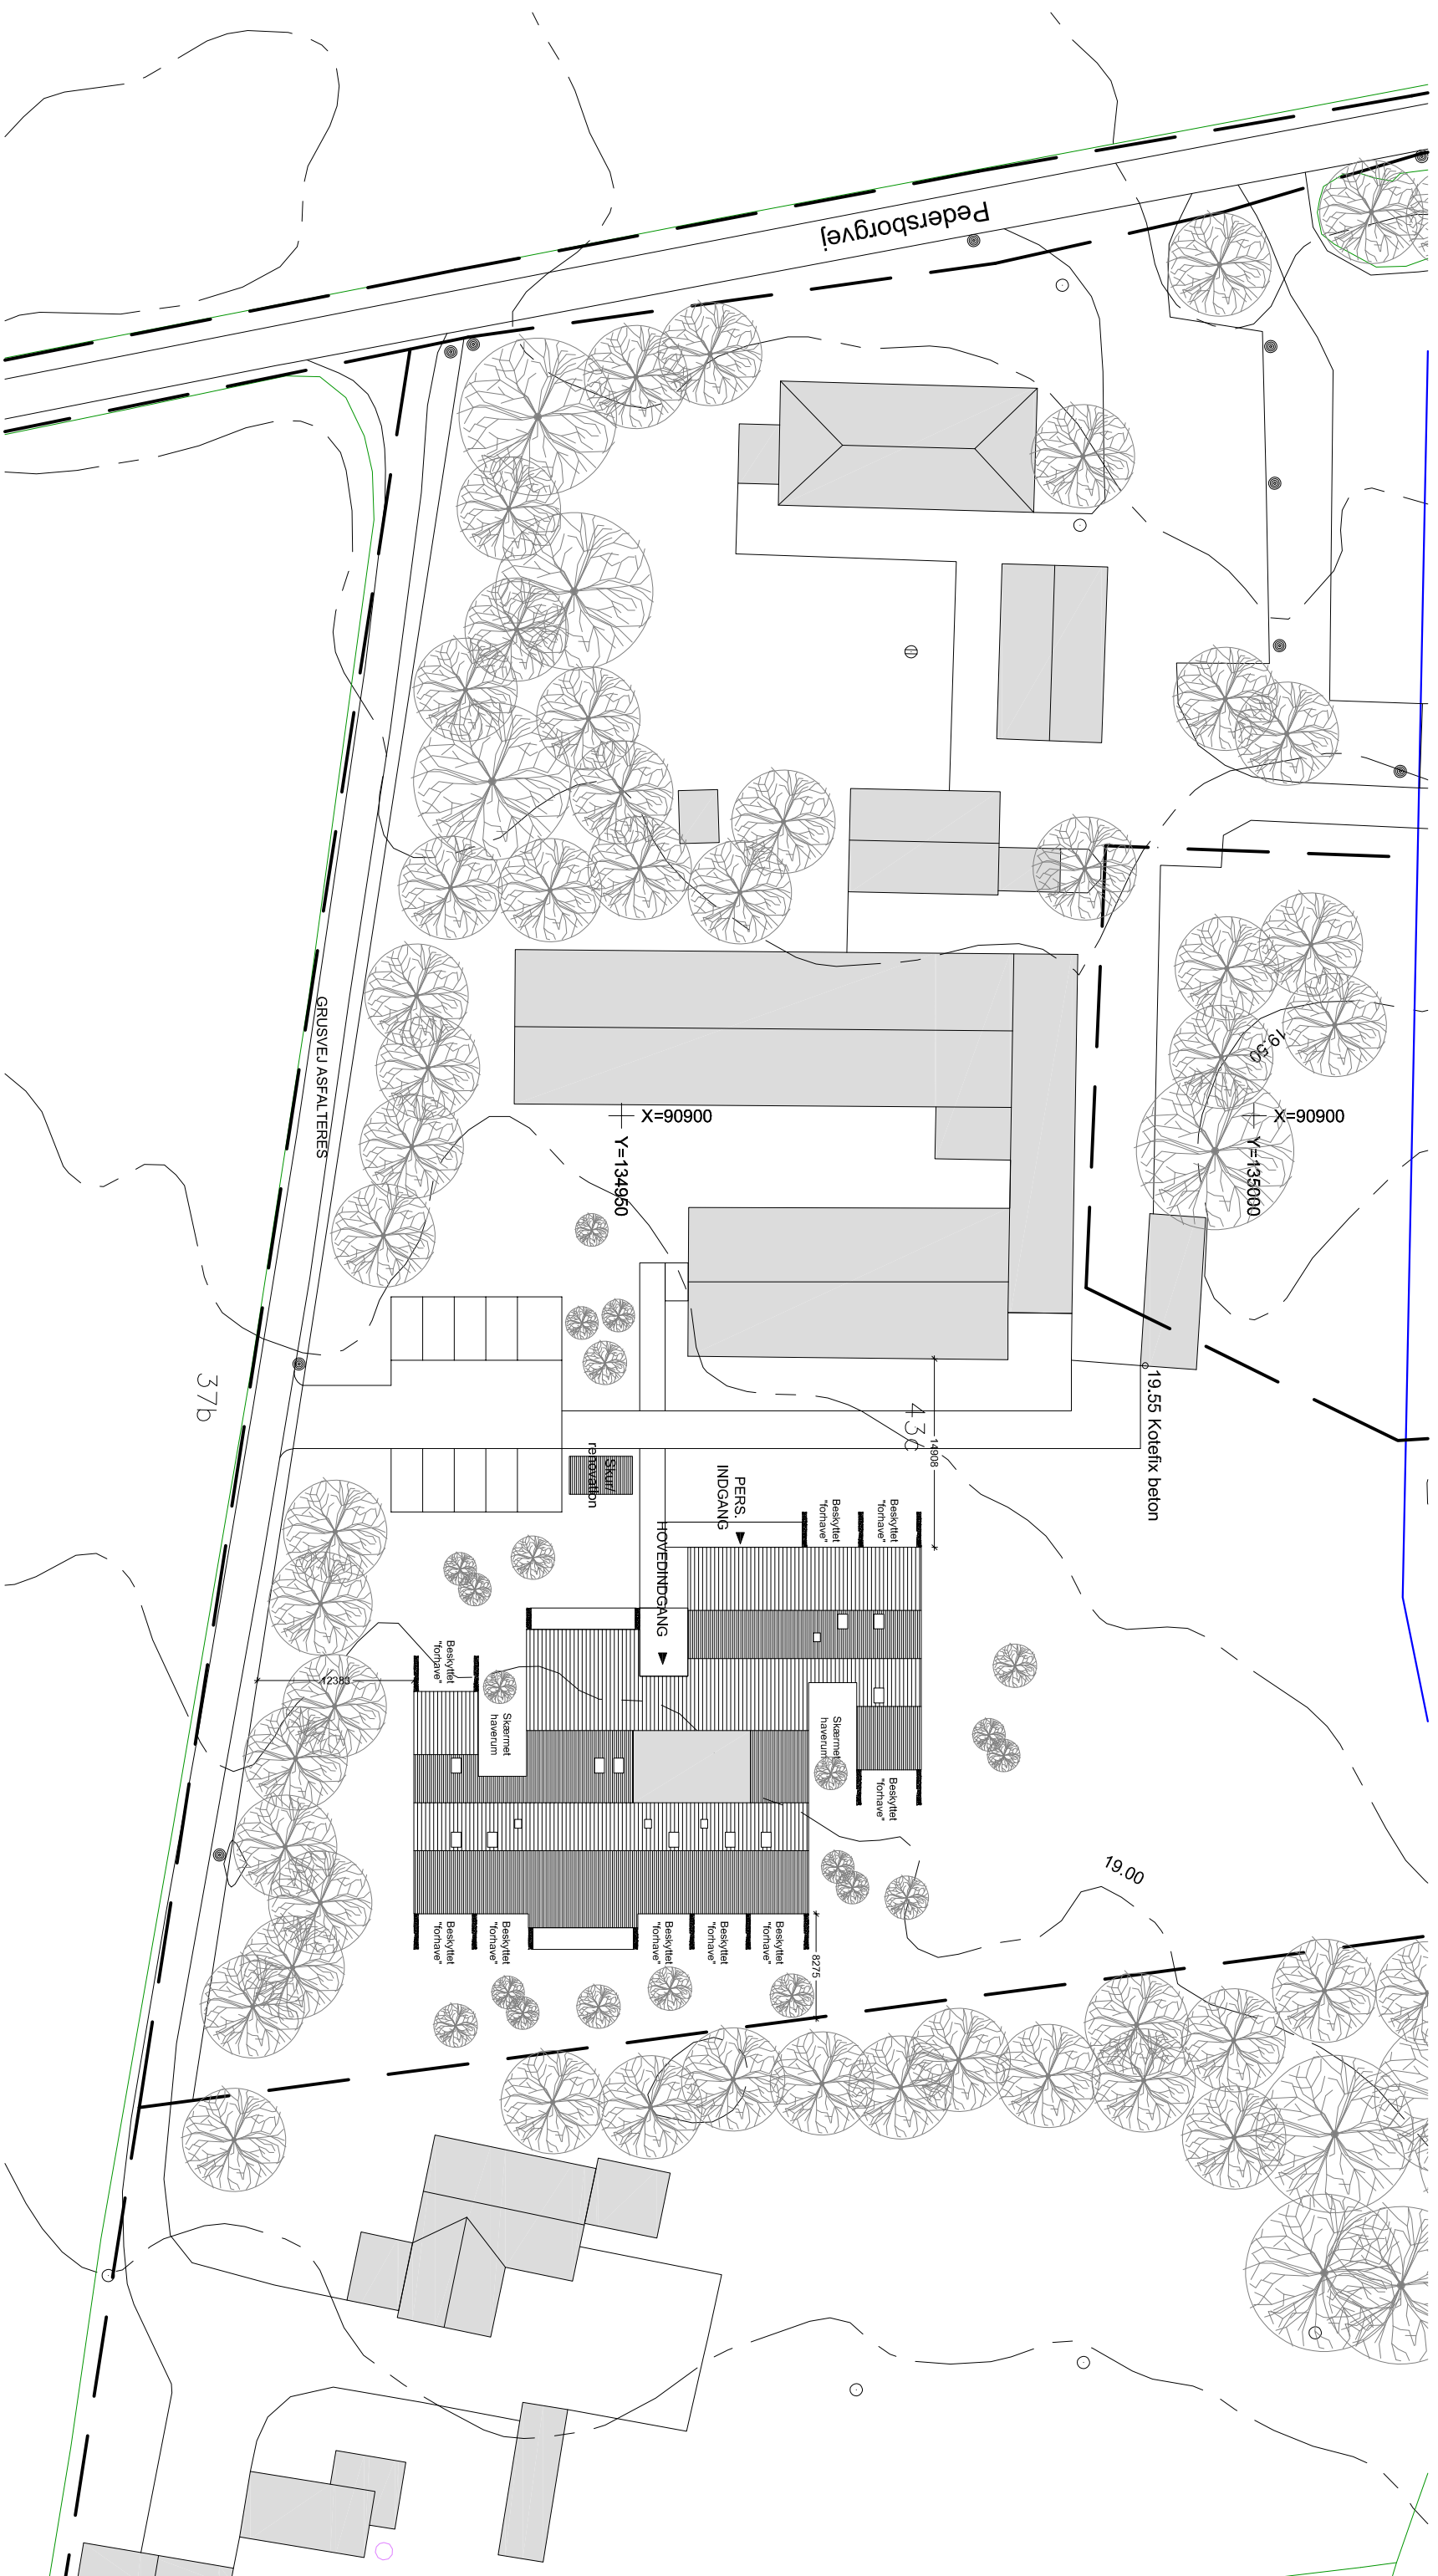 Pedersborgvej
GRUSVEJ ASFALTERES
19.50
X=90900
Y=134950
X=90900
Y=135000
37b
43c
14908
19.55 Kotefix beton
Skur/
renovation
PERS.
INDGANG
HOVEDINDGANG
Beskyttet
"forhave"
Beskyttet
"forhave"
Beskyttet
"forhave"
12383
Skærmet
haverum
Skærmet
haverum
Beskyttet
"forhave"
19.00
Beskyttet
"forhave"
Beskyttet
"forhave"
Beskyttet
"forhave"
Beskyttet
"forhave"
Beskyttet
"forhave"
8275